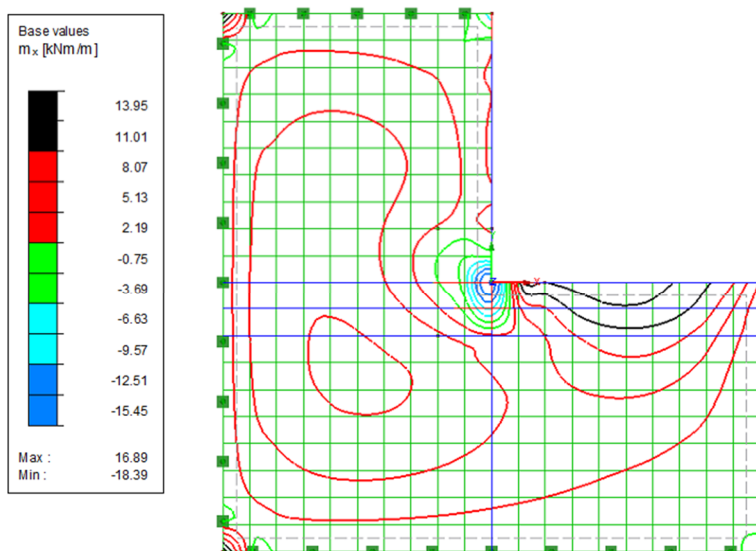 Base values
mₓ [kNm/m]
13.95
11.01
8.07
5.13
2.19
-0.75
-3.69
-6.63
-9.57
-12.51
-15.45
Max : 16.89
Min : -18.39
x